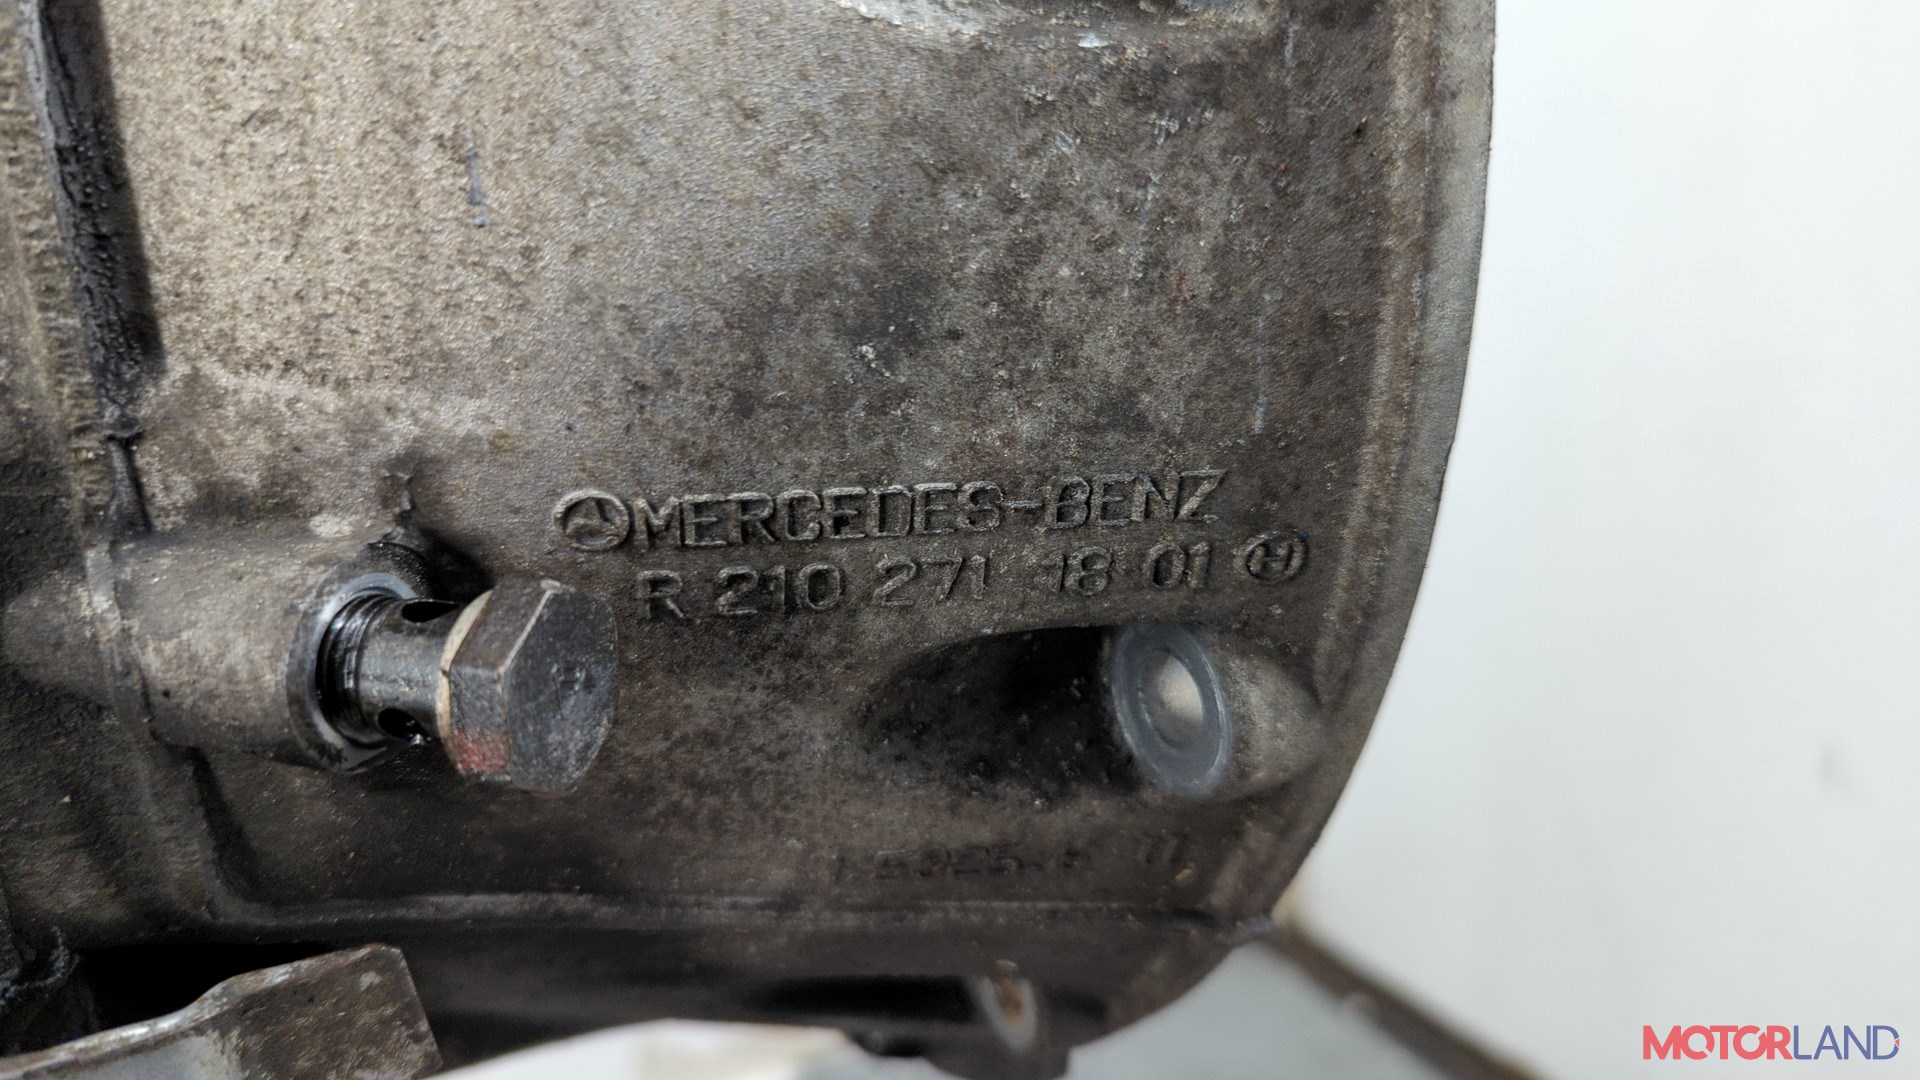 MERCEDES-BENZ
R 210 271 18 01 H
MOTORLAND